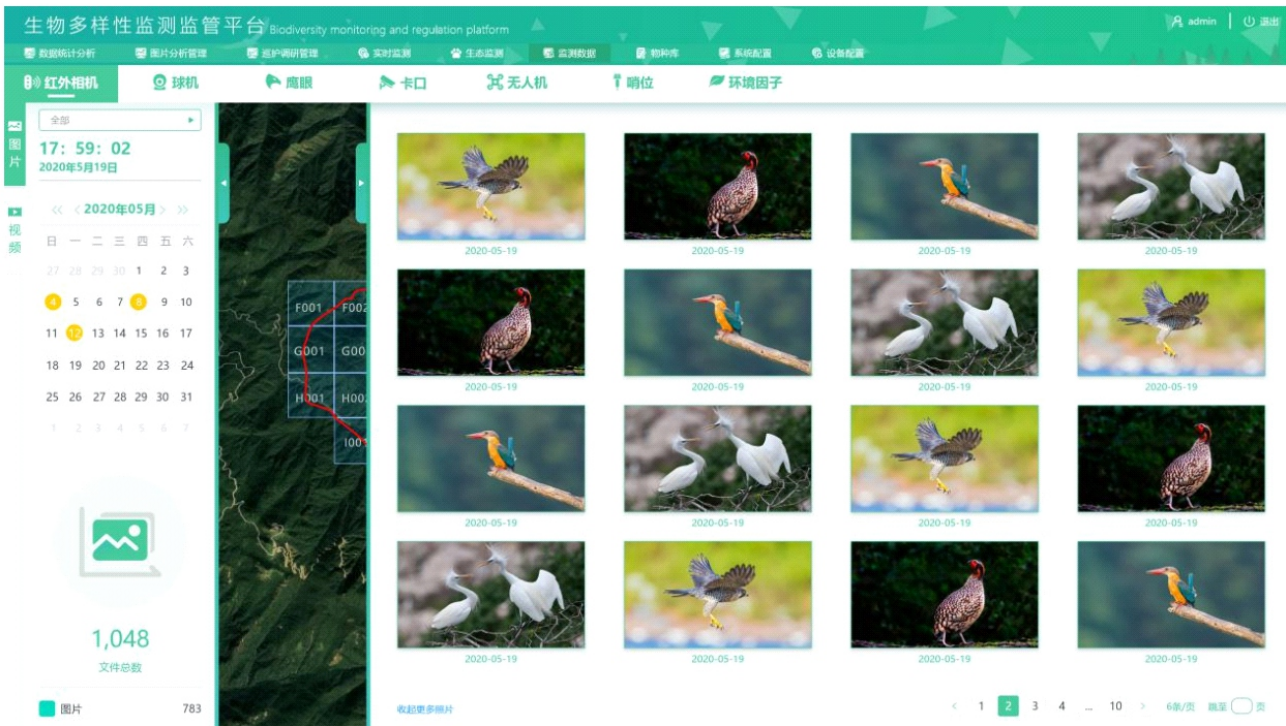 生物多样性监测监管平台 Biodiversity monitoring and regulation platform
admin 退出
数据统计分析 图片分析管理 巡护调研管理 实时监测 生态监测 监测数据 物种库 系统配置 设备配置
红外相机 球机 鹰眼 卡口 无人机 哨位 环境因子
图片
视频
全部
17: 59: 02
2020年5月19日
2020年05月
日 一 二 三 四 五 六
27 28 29 30 1 2 3
4 5 6 7 8 9 10
11 12 13 14 15 16 17
18 19 20 21 22 23 24
25 26 27 28 29 30 31
1 2 3 4 5 6 7
1,048
文件总数
图片 783
F001 F002
G001 G00
H001 H00
I001
2020-05-19 2020-05-19 2020-05-19 2020-05-19
2020-05-19 2020-05-19 2020-05-19 2020-05-19
2020-05-19 2020-05-19 2020-05-19 2020-05-19
2020-05-19 2020-05-19 2020-05-19 2020-05-19
收起更多照片
1 2 3 4 ... 10 6条/页 跳至 页